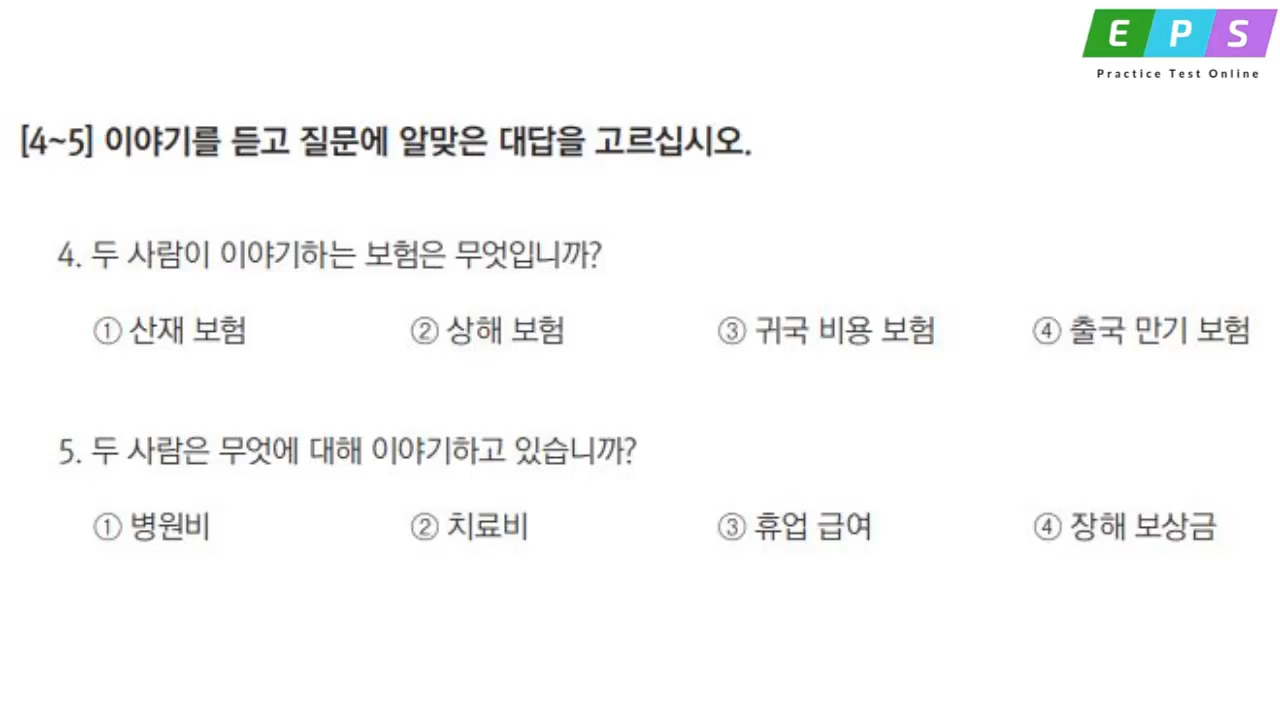 EPS
Practice Test Online
[4~5] 이야기를 듣고 질문에 알맞은 대답을 고르십시오.
4. 두 사람이 이야기하는 보험은 무엇입니까?
① 산재 보험 ② 상해 보험 ③ 귀국 비용 보험 ④ 출국 만기 보험
5. 두 사람은 무엇에 대해 이야기하고 있습니까?
① 병원비 ② 치료비 ③ 휴업 급여 ④ 장해 보상금